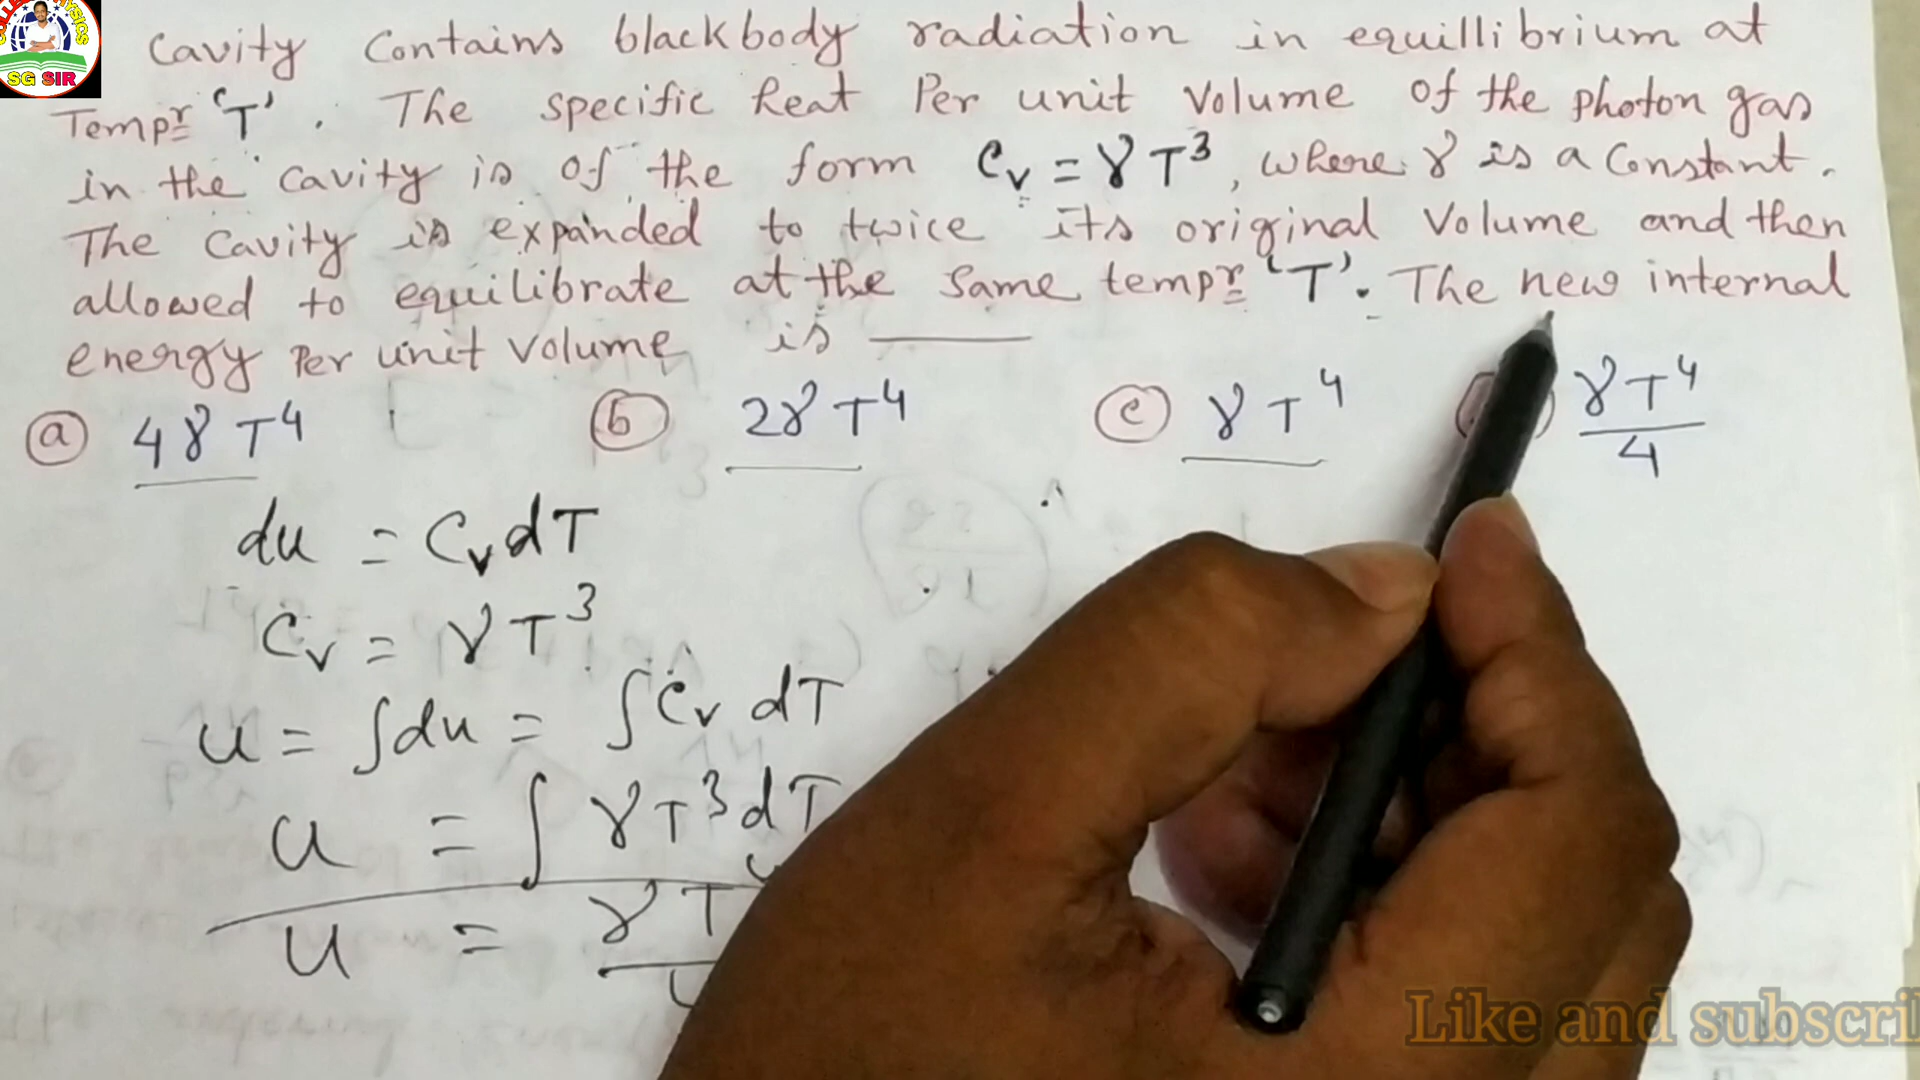 SG SIR
Cavity Contains blackbody radiation in equillibrium at
Tempr 'T'. The specific heat Per unit Volume of the photon gas
in the cavity is of the form Cv = γT³, where γ is a Constant.
The Cavity is expanded to twice its original Volume and then
allowed to equilibrate at the Same tempr 'T'. The new internal
energy Per unit volume is ———
(a) 4γT⁴ (b) 2γT⁴ (c) γT⁴ γT⁴/4
du = CvdT
Cv = γT³
u = ∫du = ∫Cv dT
u = ∫γT³dT
u = γT
Like and subscri